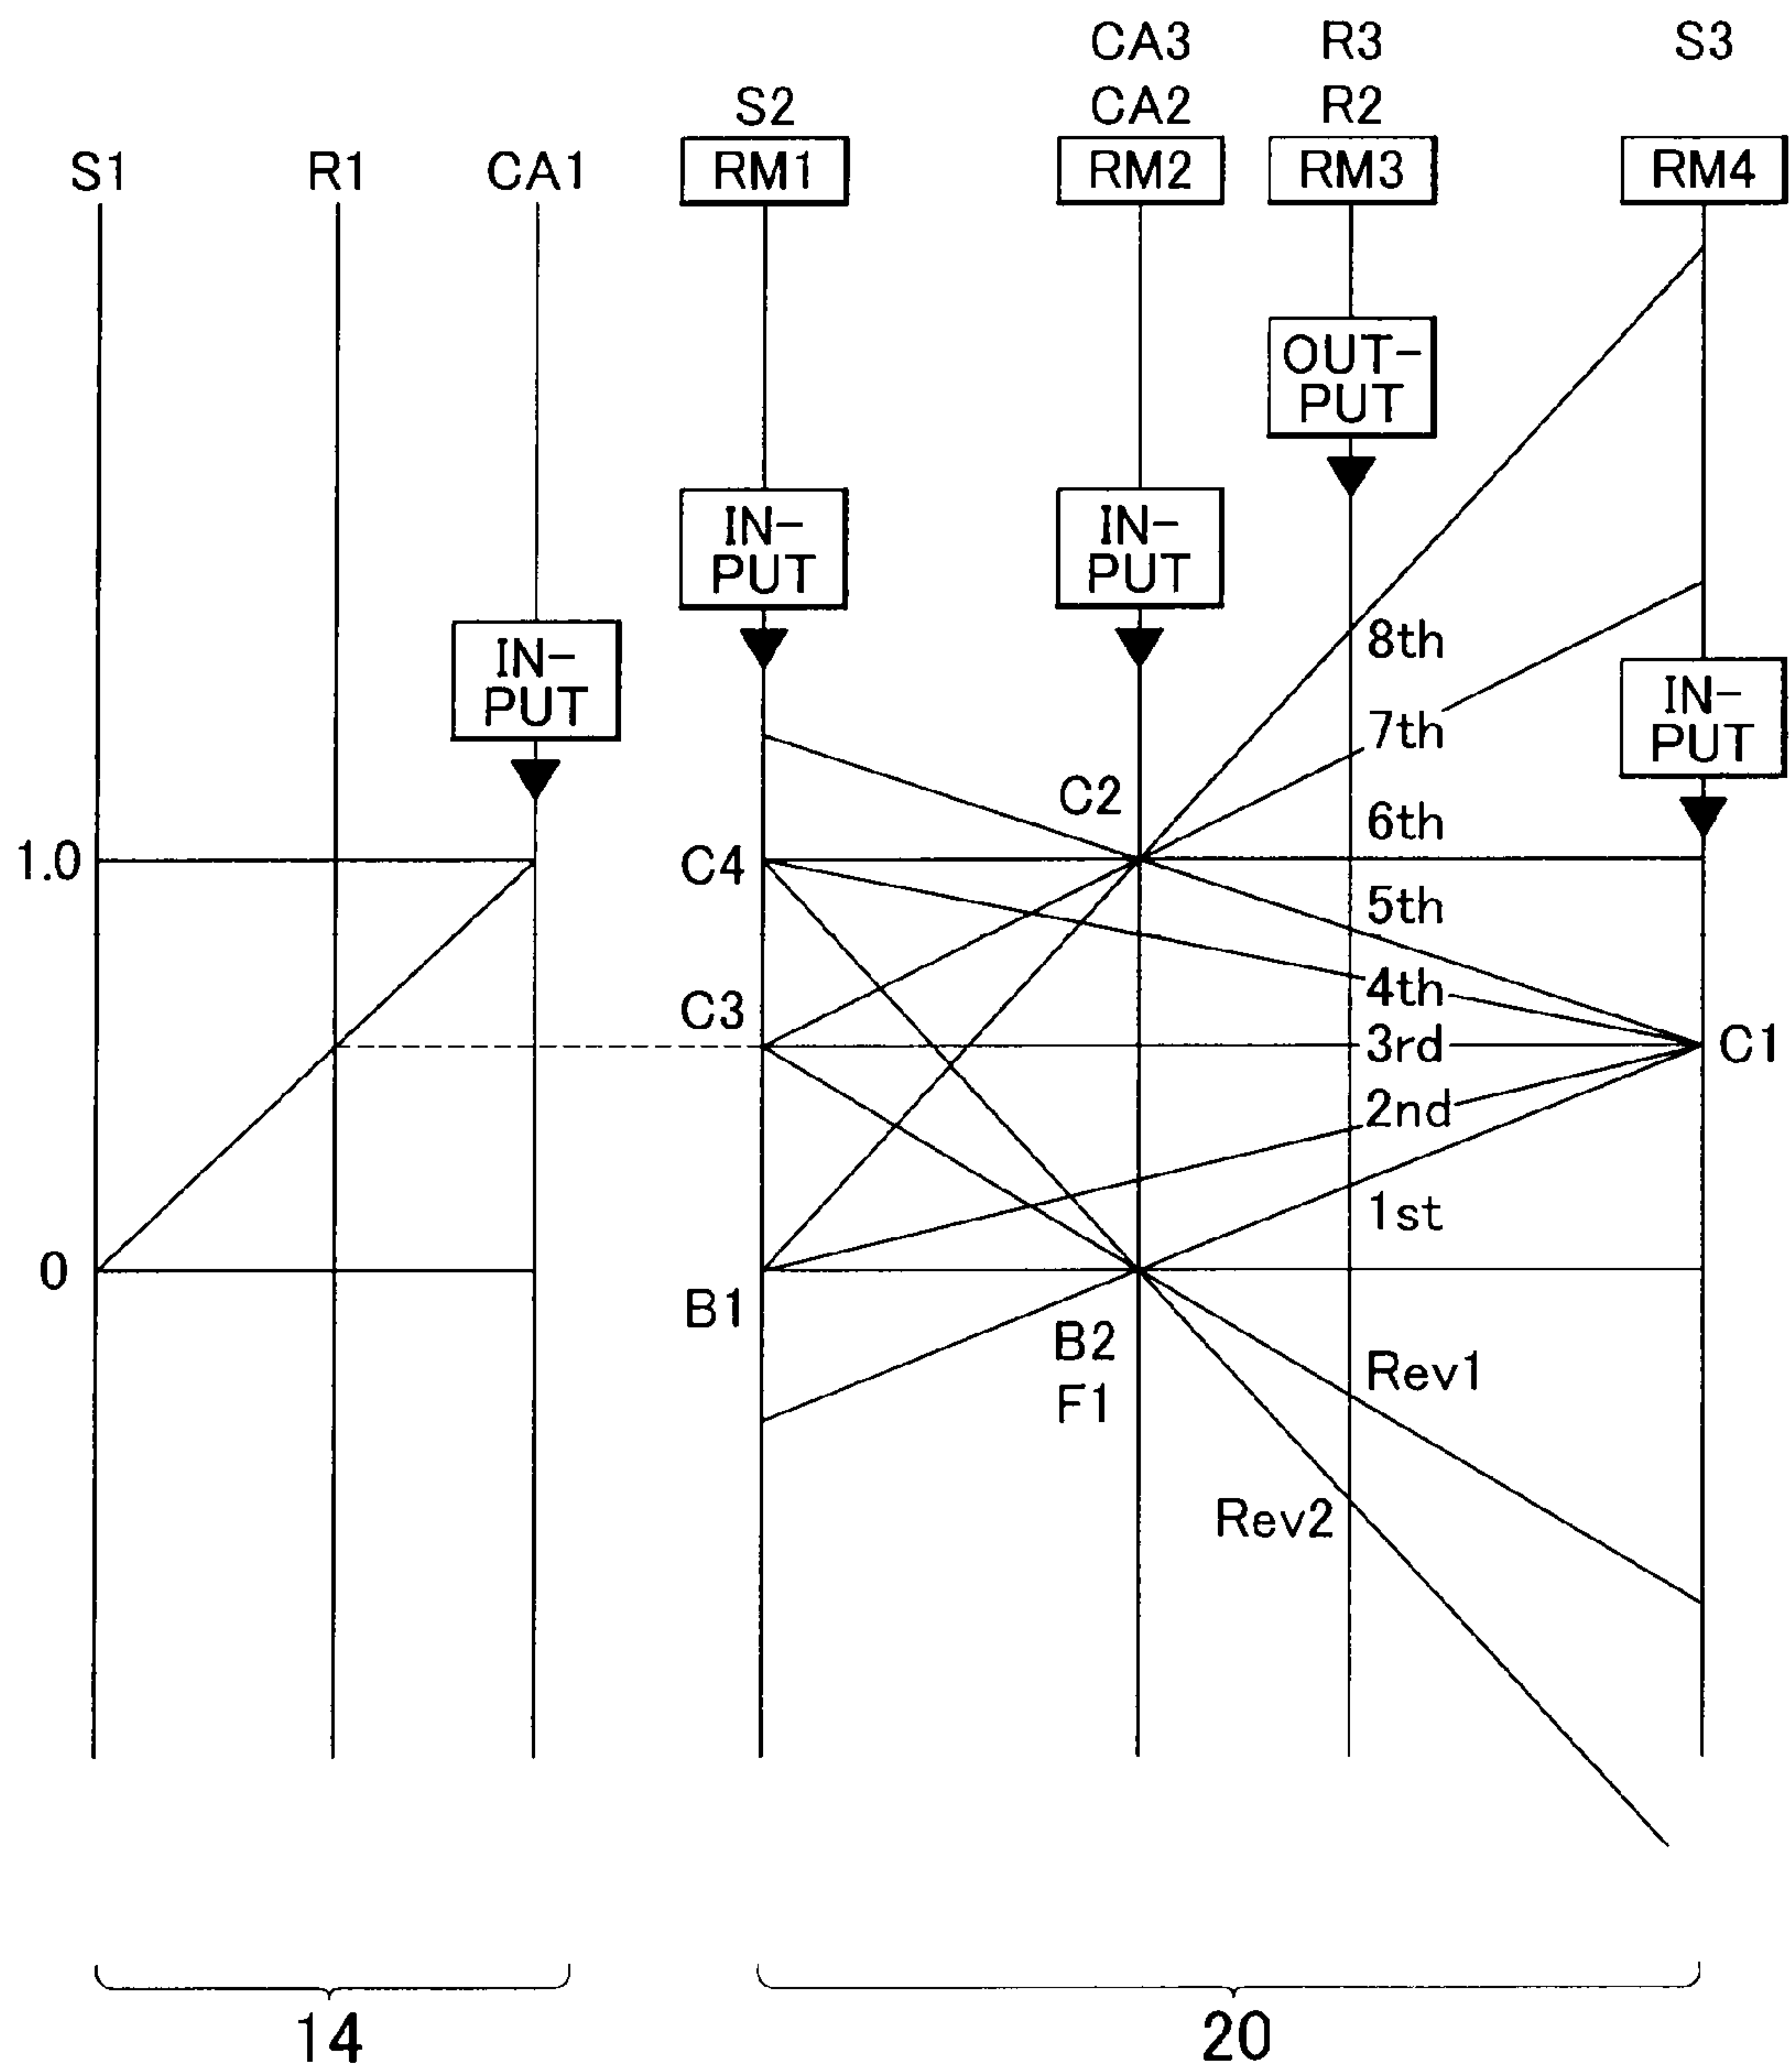 CA3 R3 S3
S2 CA2 R2
S1 R1 CA1 RM1 RM2 RM3 RM4
OUT-
PUT
IN-
PUT
IN-
PUT
IN-
PUT
8th
IN-
PUT
7th
C2
6th
1.0
C4
5th
4th
C3
3rd
C1
2nd
1st
0
B1
B2
F1
Rev1
Rev2
14 20